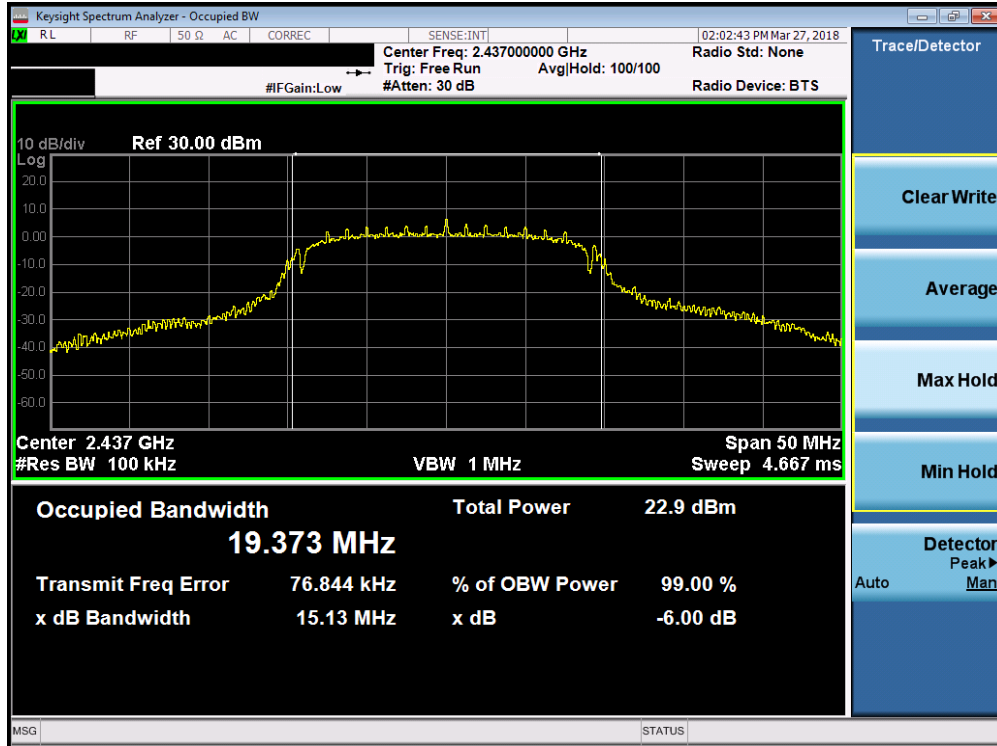 Keysight Spectrum Analyzer - Occupied BW
LXI RL RF 50 Ω AC CORREC SENSE:INT 02:02:43 PM Mar 27, 2018
Center Freq: 2.437000000 GHz Radio Std: None
Trig: Free Run Avg|Hold: 100/100
#IFGain:Low #Atten: 30 dB Radio Device: BTS
Trace/Detector
10 dB/div Ref 30.00 dBm
Log
20.0
10.0
0.00
-10.0
-20.0
-30.0
-40.0
-50.0
-60.0
Center 2.437 GHz Span 50 MHz
#Res BW 100 kHz VBW 1 MHz Sweep 4.667 ms
Occupied Bandwidth Total Power 22.9 dBm
19.373 MHz
Transmit Freq Error 76.844 kHz % of OBW Power 99.00 %
x dB Bandwidth 15.13 MHz x dB -6.00 dB
Clear Write
Average
Max Hold
Min Hold
Detector
Peak▶
Auto Man
MSG STATUS